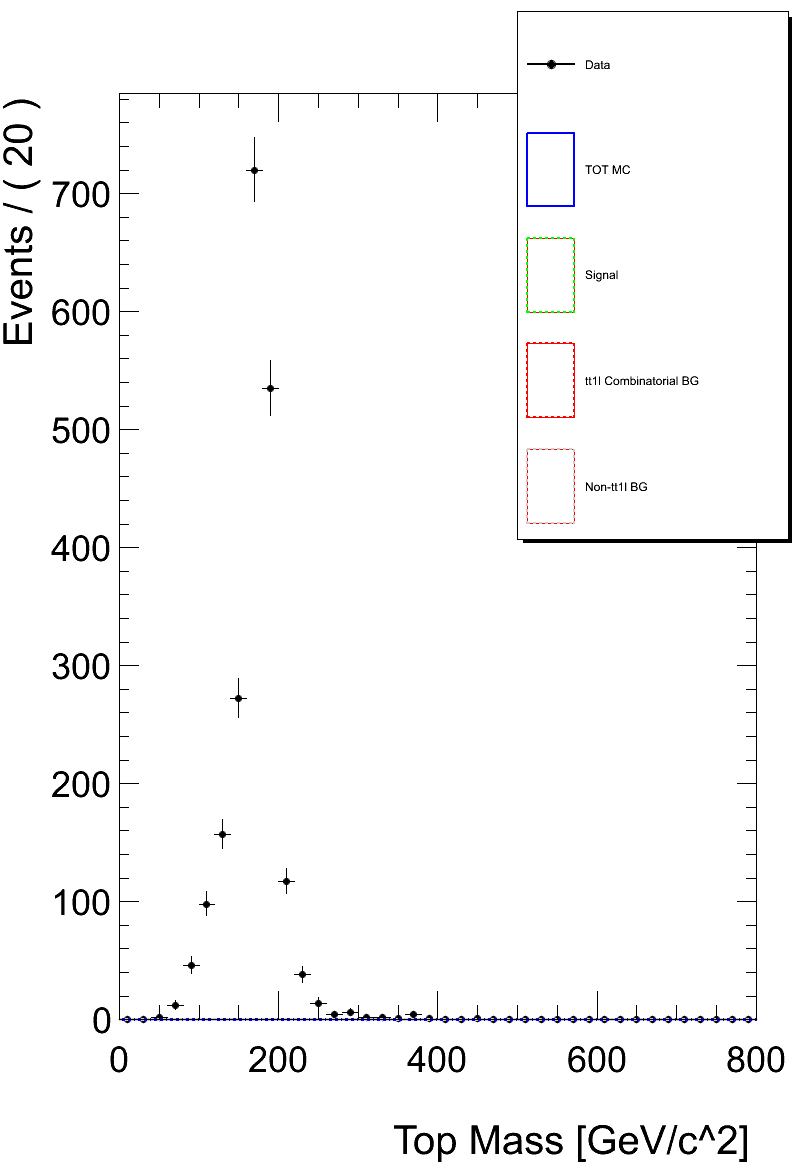 Data
TOT MC
Signal
tt1l Combinatorial BG
Non-tt1l BG
Events / ( 20 )
700
600
500
400
300
200
100
0
0 200 400 600 800
Top Mass [GeV/c^2]